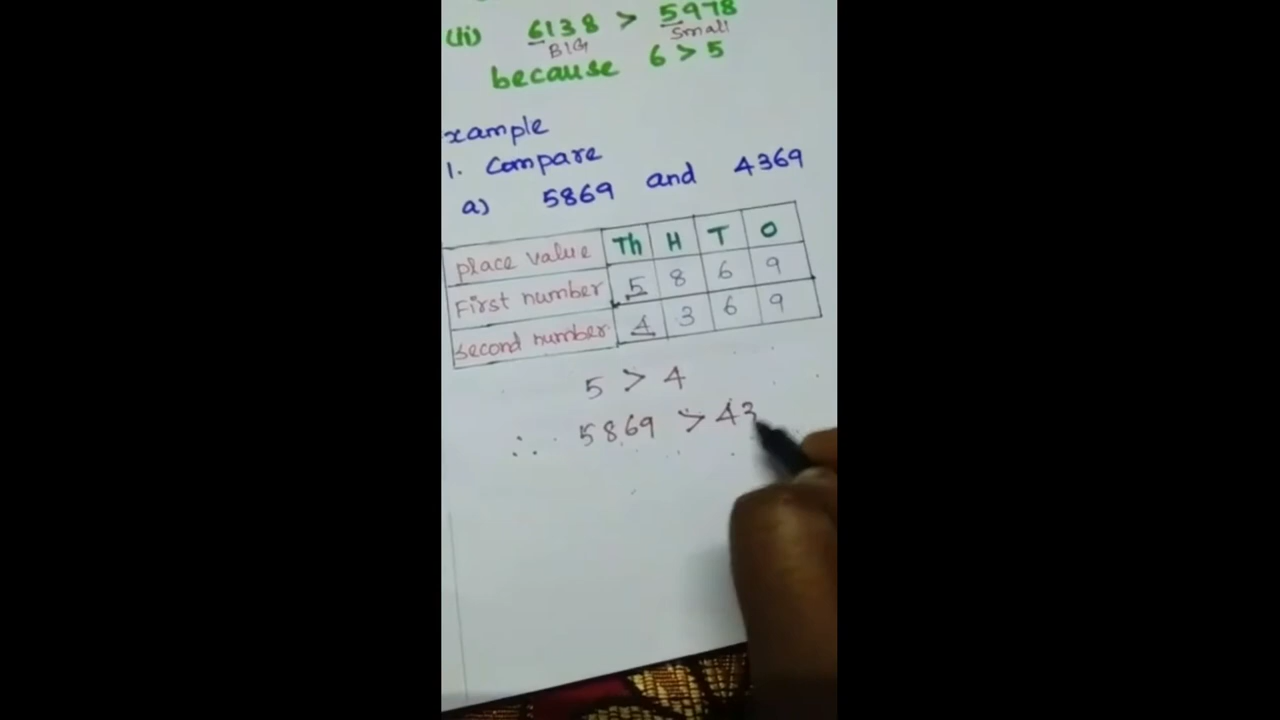 (ii) 6138 > 5978
BIG small
because 6 > 5
xample
1. Compare
a) 5869 and 4369
place value Th H T O
First number 5 8 6 9
second number 4 3 6 9
5 > 4
∴ 5869 > 43